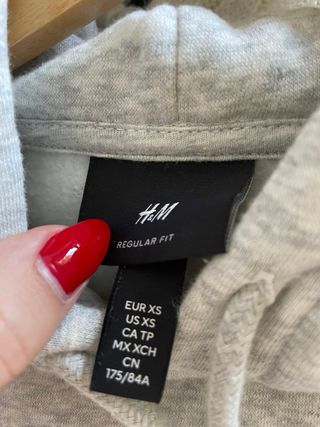 H&M
REGULAR FIT
EUR XS
US XS
CA TP
MX XCH
CN
175/84A